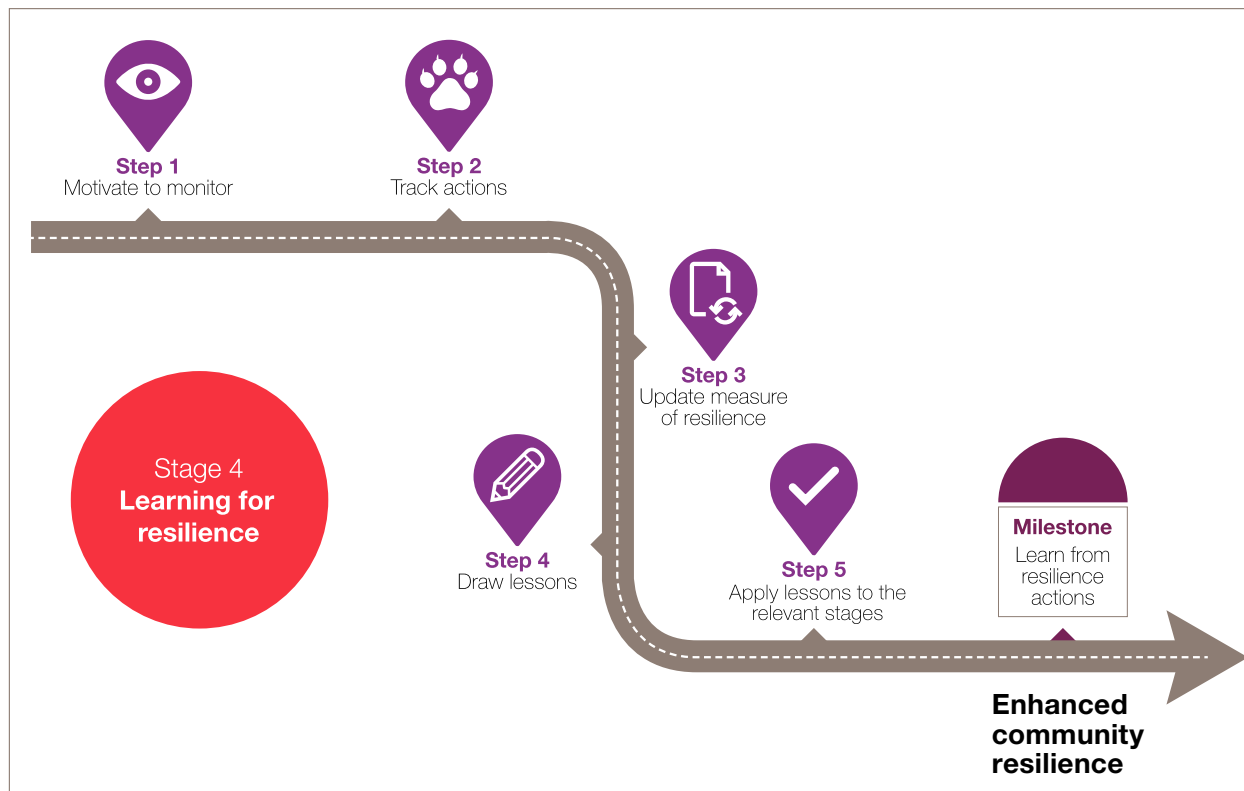 Step 1
Motivate to monitor
Step 2
Track actions
Step 3
Update measure
of resilience
Stage 4
Learning for
resilience
Step 4
Draw lessons
Step 5
Apply lessons to the
relevant stages
Milestone
Learn from
resilience
actions
Enhanced
community
resilience